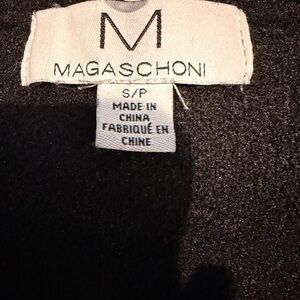 M
MAGASCHONI
S/P
MADE IN
CHINA
FABRIQUÉ EN
CHINE